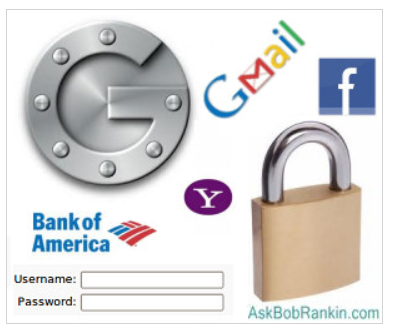 G
Gmail
f
Y
Bank of
America
Username:
Password:
AskBobRankin.com